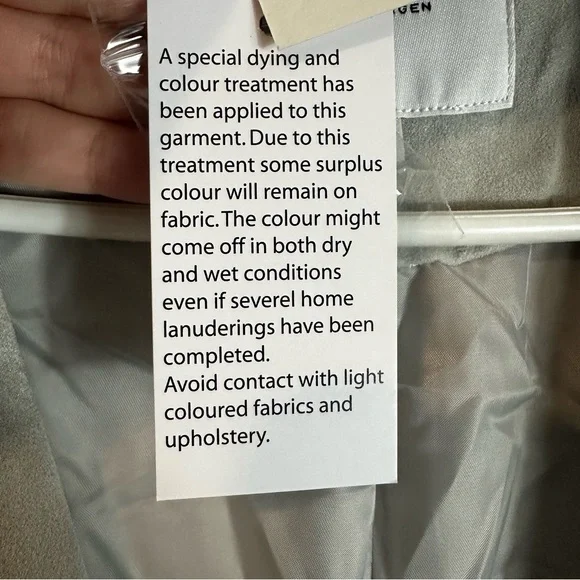 GEN
A special dying and
colour treatment has
been applied to this
garment. Due to this
treatment some surplus
colour will remain on
fabric. The colour might
come off in both dry
and wet conditions
even if severel home
lanuderings have been
completed.
Avoid contact with light
coloured fabrics and
upholstery.